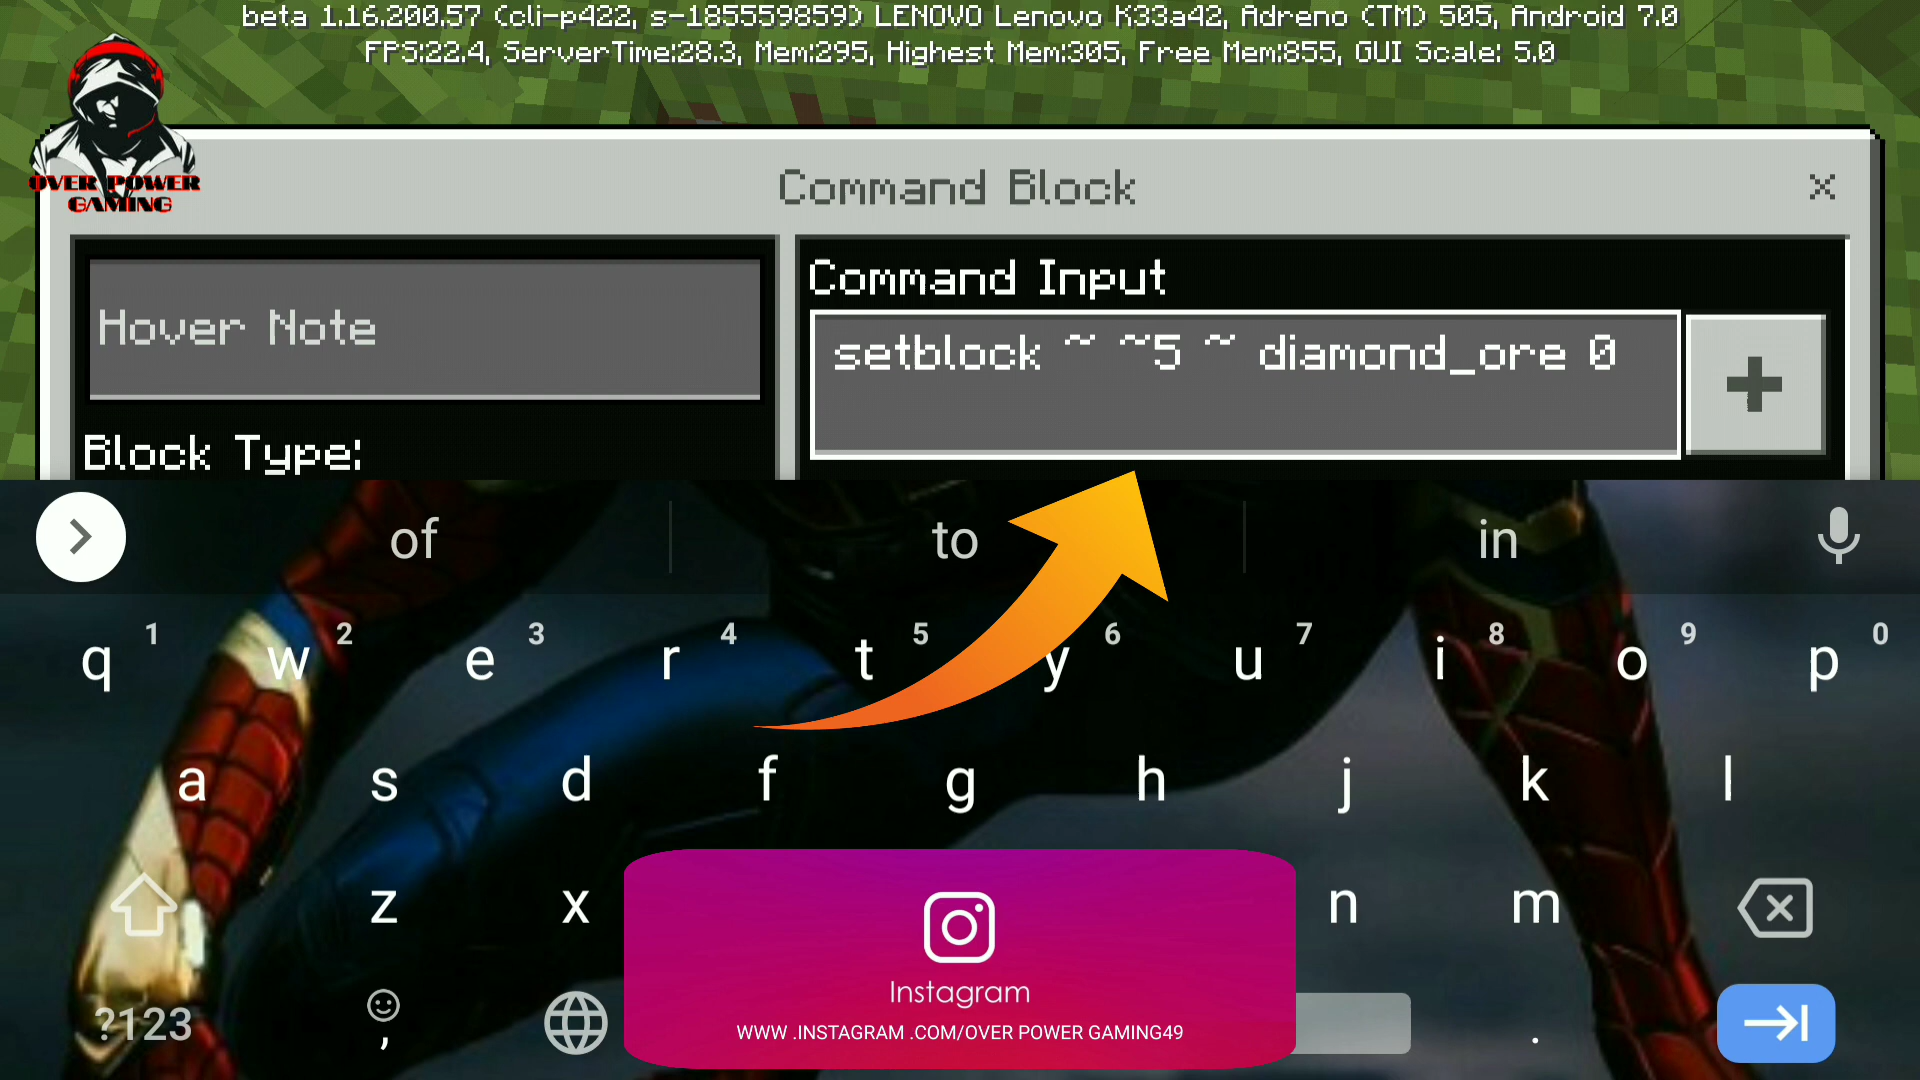 beta 1.16.200.57 (cli-p422, s-185559859) LENOVO Lenovo K33a42, Adreno (TM) 505, Android 7.0
FPS:22.4, ServerTime:28.3, Mem:295, Highest Mem:305, Free Mem:855, GUI Scale: 5.0
OVER POWER
GAMING
Command Block
Hover Note
Command Input
setblock ~ ~5 ~ diamond_ore 0
Block Type:
of to in
1 2 3 4 5 6 7 8 9 0
q w e r t y u i o p
a s d f g h j k l
z x n m
?123 , .
Instagram
WWW .INSTAGRAM .COM/OVER POWER GAMING49